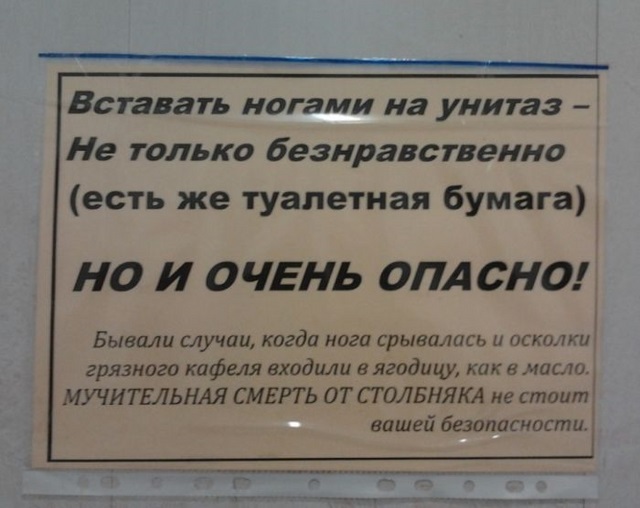 Вставать ногами на унитаз –
Не только безнравственно
(есть же туалетная бумага)
НО И ОЧЕНЬ ОПАСНО!
Бывали случаи, когда нога срывалась и осколки
грязного кафеля входили в ягодицу, как в масло.
МУЧИТЕЛЬНАЯ СМЕРТЬ ОТ СТОЛБНЯКА не стоит
вашей безопасности.